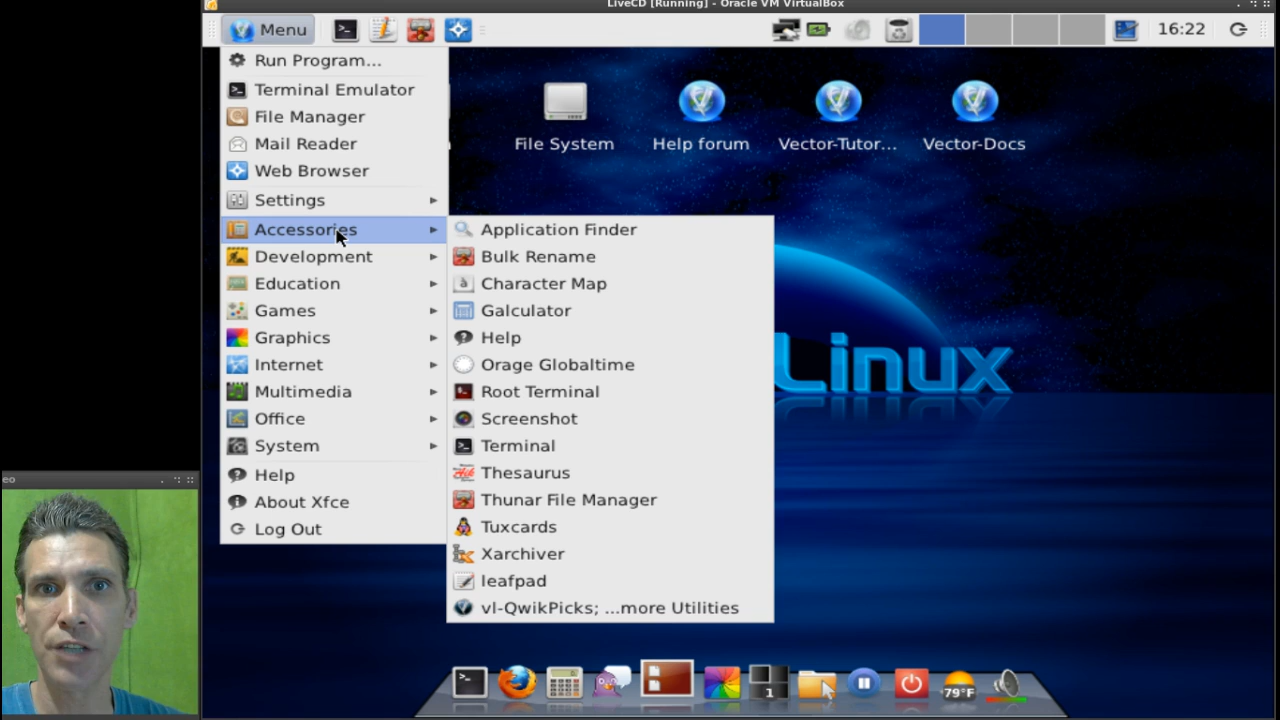 LiveCD [Running] - Oracle VM VirtualBox
Menu
16:22
Run Program...
Terminal Emulator
File Manager
Mail Reader
Web Browser
Settings
Accessories
Development
Education
Games
Graphics
Internet
Multimedia
Office
System
Help
About Xfce
Log Out
Application Finder
Bulk Rename
Character Map
Galculator
Help
Orage Globaltime
Root Terminal
Screenshot
Terminal
Thesaurus
Thunar File Manager
Tuxcards
Xarchiver
leafpad
vl-QwikPicks; ...more Utilities
File System
Help forum
Vector-Tutor...
Vector-Docs
Linux
eo
1
79°F